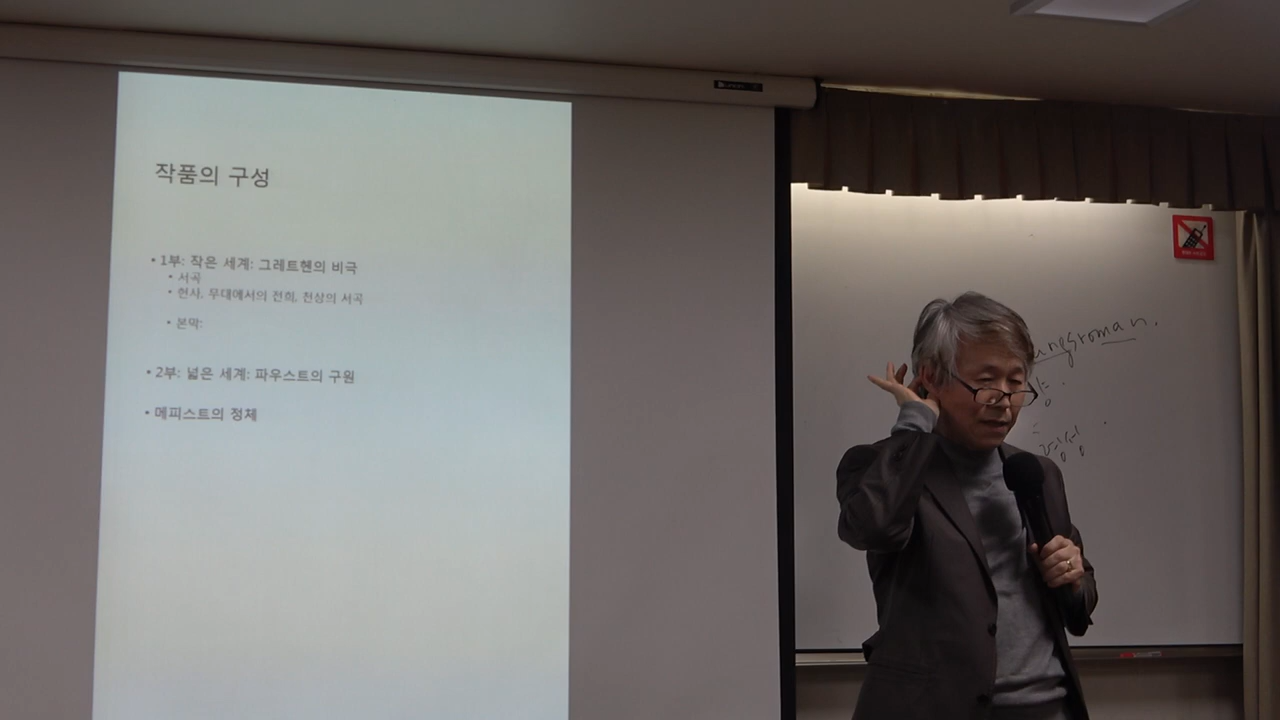 작품의 구성
• 1부: 작은 세계: 그레트헨의 비극
• 서곡
• 헌사, 무대에서의 전희, 천상의 서곡
• 본막:
• 2부: 넓은 세계: 파우스트의 구원
• 메피스트의 정체
ungsroman.